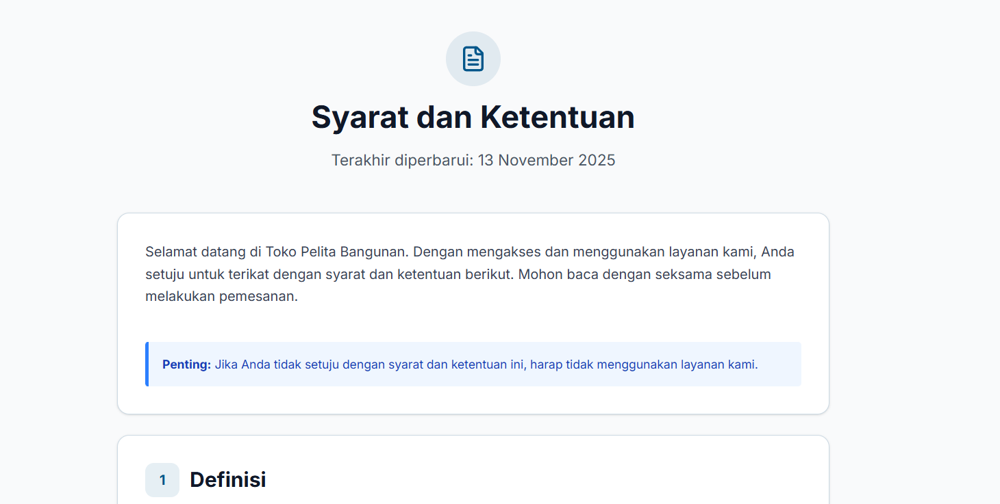 Syarat dan Ketentuan
Terakhir diperbarui: 13 November 2025
Selamat datang di Toko Pelita Bangunan. Dengan mengakses dan menggunakan layanan kami, Anda
setuju untuk terikat dengan syarat dan ketentuan berikut. Mohon baca dengan seksama sebelum
melakukan pemesanan.
Penting: Jika Anda tidak setuju dengan syarat dan ketentuan ini, harap tidak menggunakan layanan kami.
1 Definisi